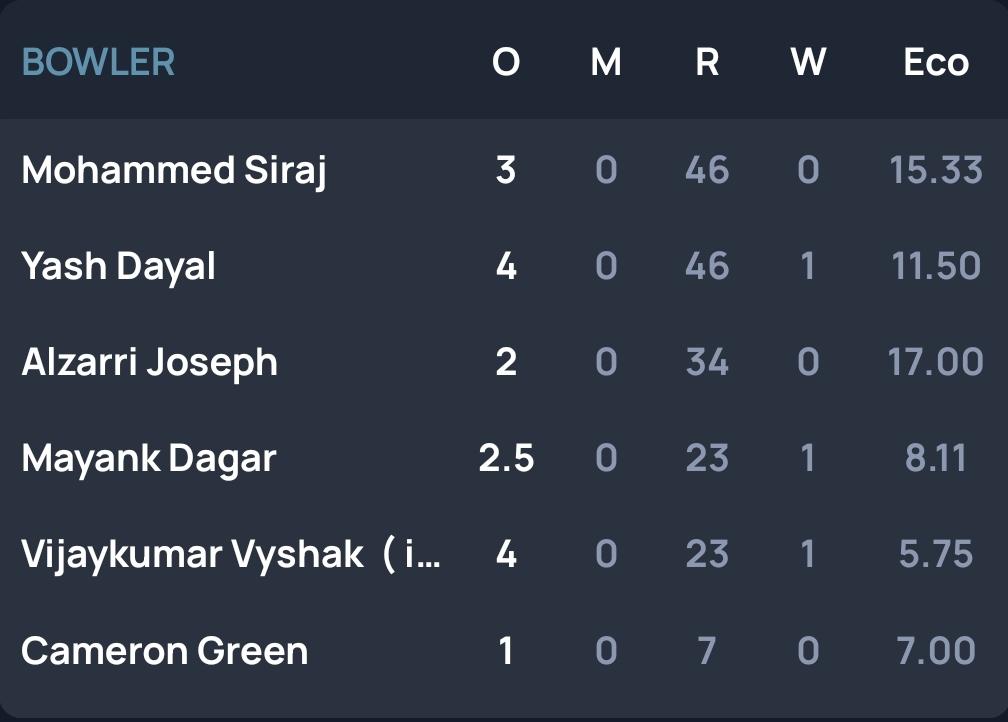 BOWLER O M R W Eco
Mohammed Siraj 3 0 46 0 15.33
Yash Dayal 4 0 46 1 11.50
Alzarri Joseph 2 0 34 0 17.00
Mayank Dagar 2.5 0 23 1 8.11
Vijaykumar Vyshak ( i... 4 0 23 1 5.75
Cameron Green 1 0 7 0 7.00